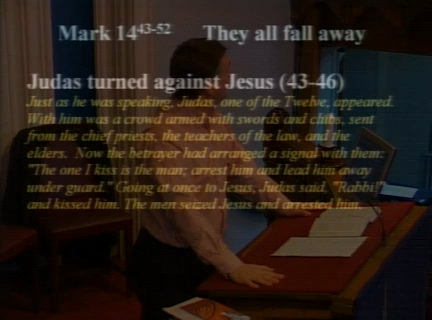 Mark 14⁴³⁻⁵² They all fall away
Judas turned against Jesus (43-46)
Just as he was speaking, Judas, one of the Twelve, appeared.
With him was a crowd armed with swords and clubs, sent
from the chief priests, the teachers of the law, and the
elders. Now the betrayer had arranged a signal with them:
"The one I kiss is the man; arrest him and lead him away
under guard." Going at once to Jesus, Judas said, "Rabbi!"
and kissed him. The men seized Jesus and arrested him.